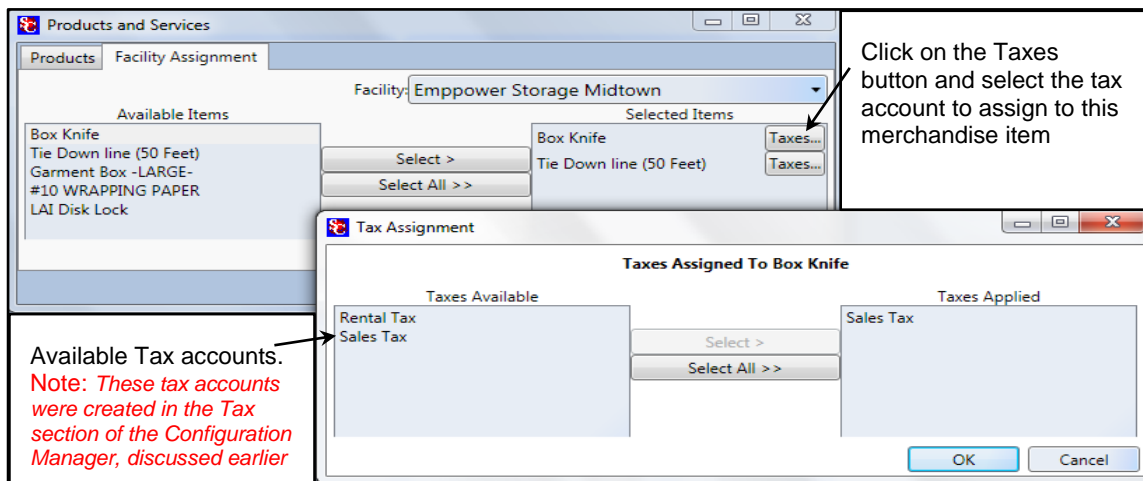 Products and Services
Products
Facility Assignment
Facility: Emppower Storage Midtown
Available Items
Box Knife
Tie Down line (50 Feet)
Garment Box -LARGE-
#10 WRAPPING PAPER
LAI Disk Lock
Select >
Select All >>
Selected Items
Box Knife
Taxes...
Tie Down line (50 Feet)
Taxes...
Click on the Taxes
button and select the tax
account to assign to this
merchandise item
Tax Assignment
Taxes Assigned To Box Knife
Taxes Available
Rental Tax
Sales Tax
Select >
Select All >>
Taxes Applied
Sales Tax
OK
Cancel
Available Tax accounts.
Note: These tax accounts
were created in the Tax
section of the Configuration
Manager, discussed earlier